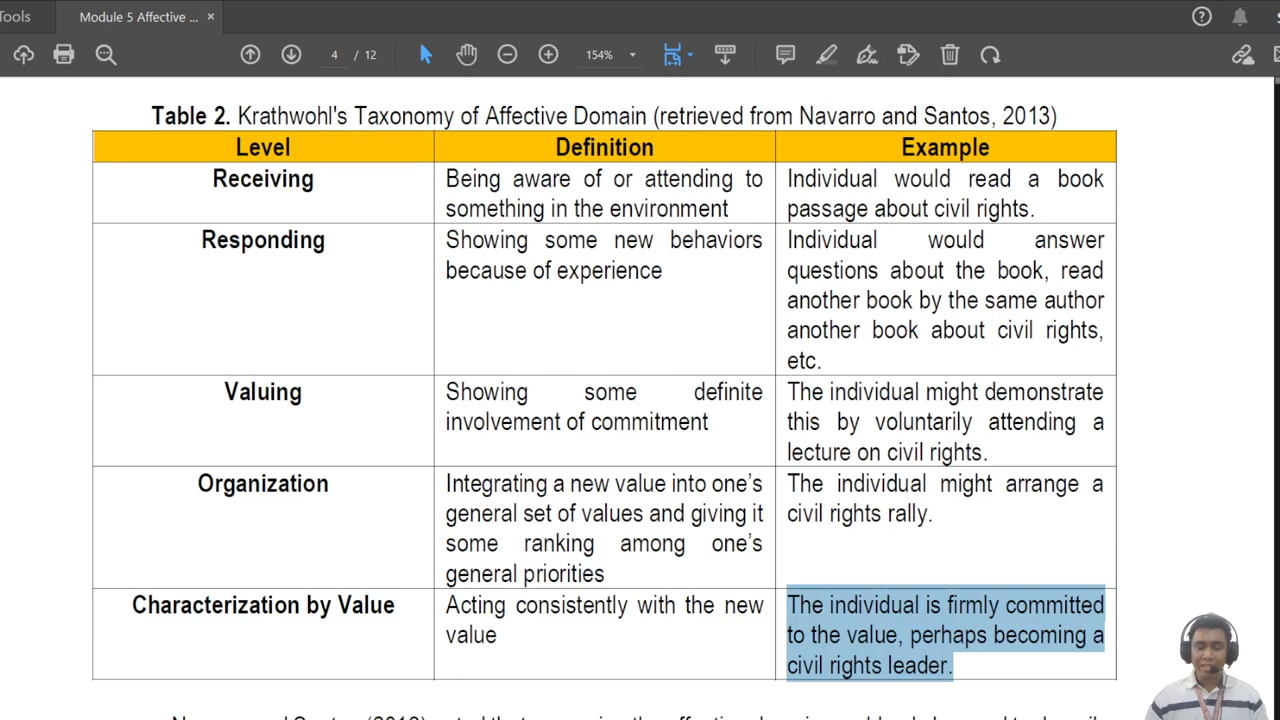 Tools
Module 5 Affective ...
4 / 12
154%
Table 2. Krathwohl's Taxonomy of Affective Domain (retrieved from Navarro and Santos, 2013)
Level
Definition
Example
Receiving
Being aware of or attending to
something in the environment
Individual would read a book
passage about civil rights.
Responding
Showing some new behaviors
because of experience
Individual would answer
questions about the book, read
another book by the same author
another book about civil rights,
etc.
Valuing
Showing some definite
involvement of commitment
The individual might demonstrate
this by voluntarily attending a
lecture on civil rights.
Organization
Integrating a new value into one's
general set of values and giving it
some ranking among one's
general priorities
The individual might arrange a
civil rights rally.
Characterization by Value
Acting consistently with the new
value
The individual is firmly committed
to the value, perhaps becoming a
civil rights leader.